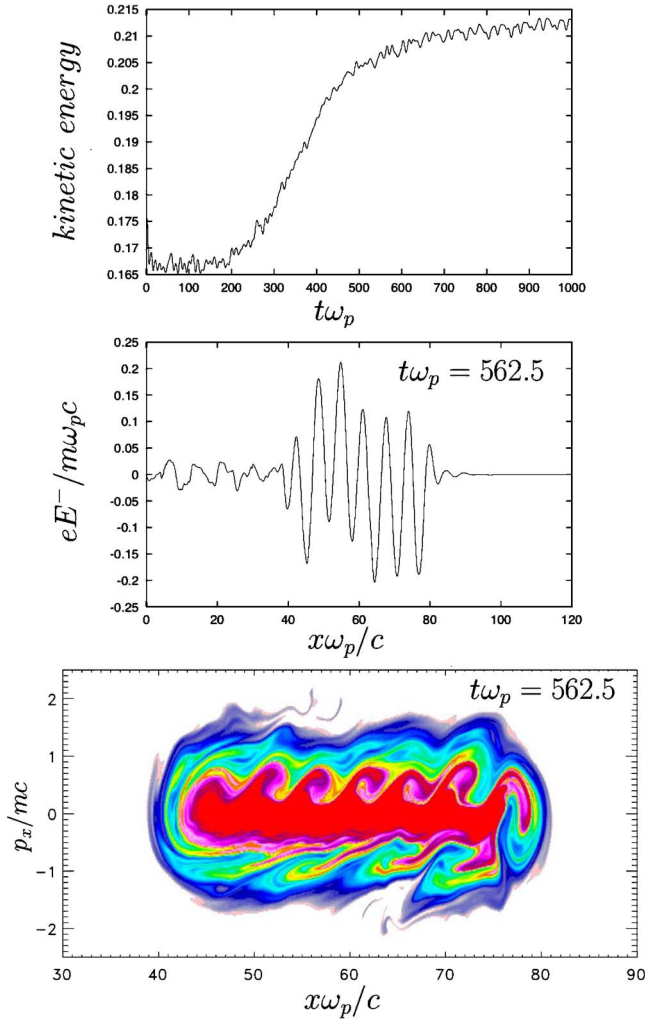 kinetic energy
0.215
0.21
0.205
0.2
0.195
0.19
0.185
0.18
0.175
0.17
0.165
0 100 200 300 400 500 600 700 800 900 1000
tω_p
eE⁻/mω_pc
0.25
0.2
0.15
0.1
0.05
0
-0.05
-0.1
-0.15
-0.2
-0.25
tω_p = 562.5
0 20 40 60 80 100 120
xω_p/c
p_x/mc
2
1
0
−1
−2
tω_p = 562.5
30 40 50 60 70 80 90
xω_p/c